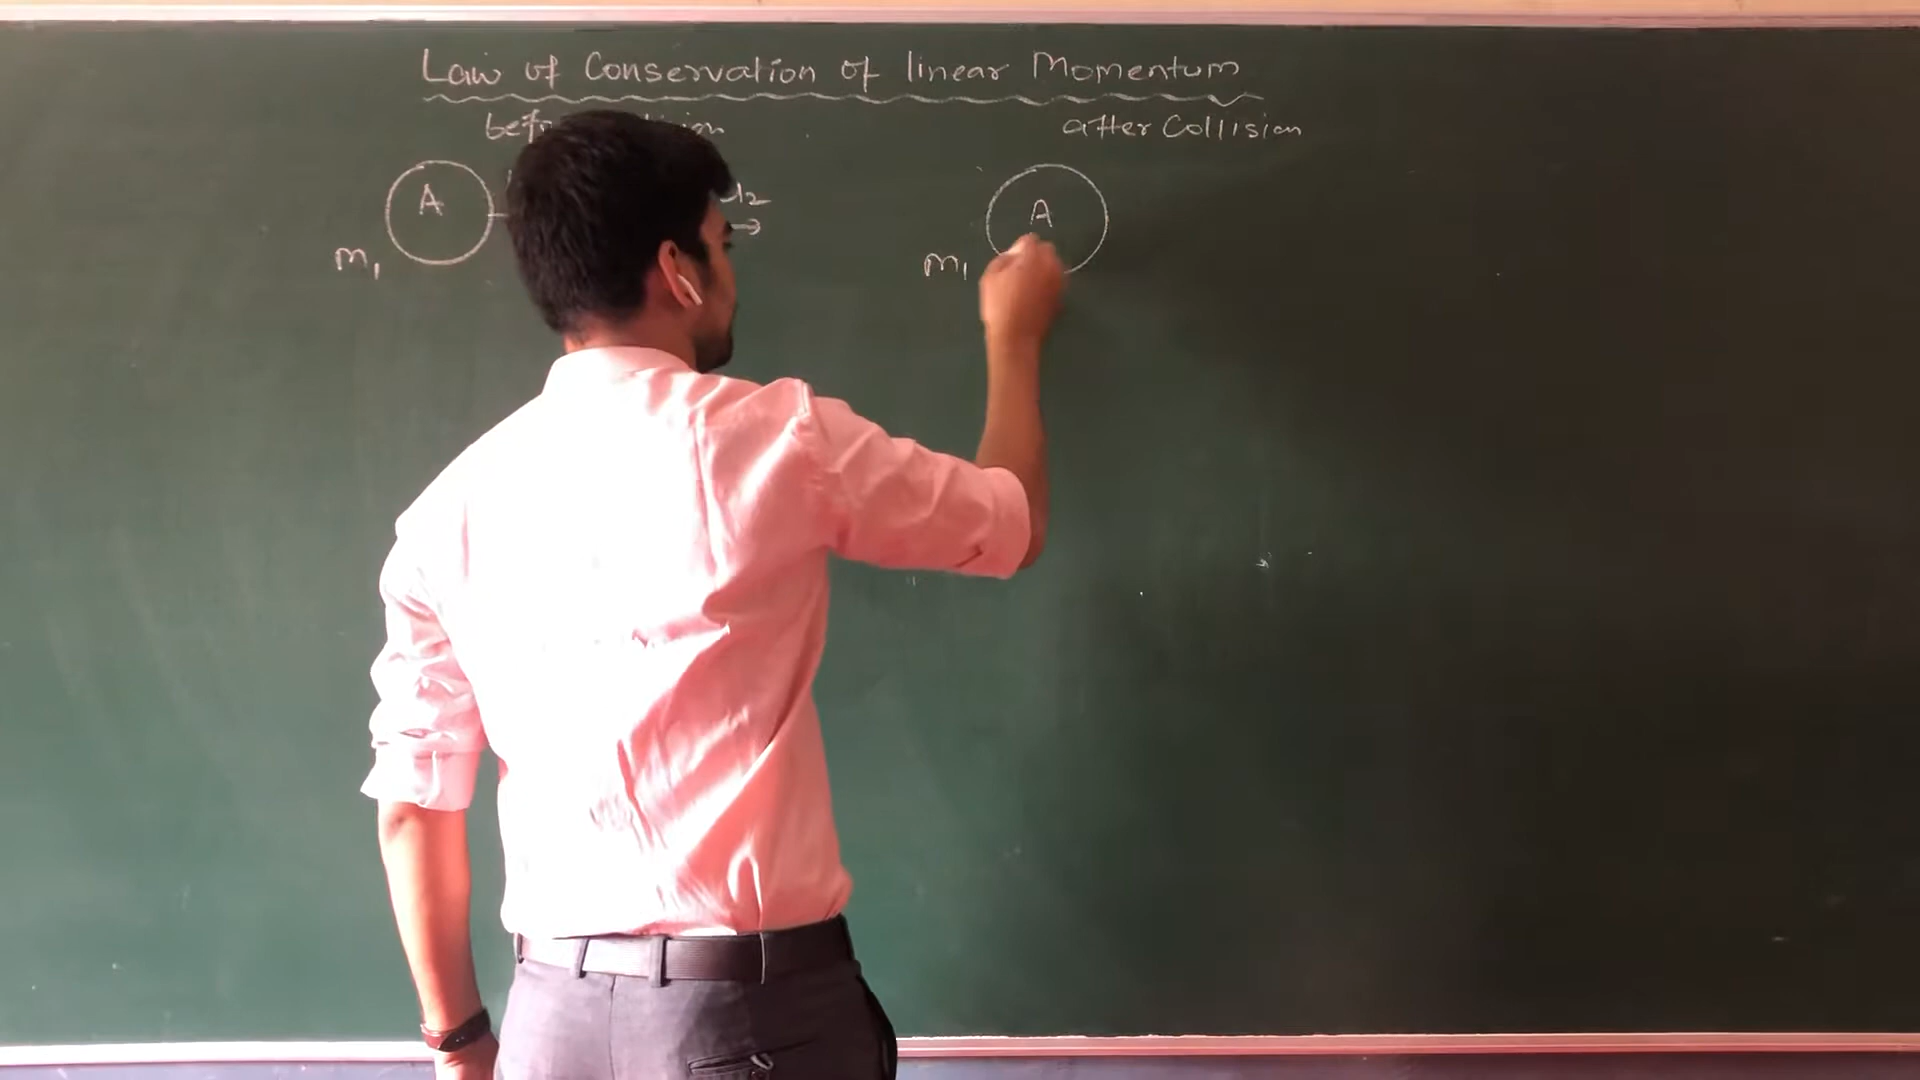 Law of Conservation of linear Momentum
after Collision
A
A
m1
m1